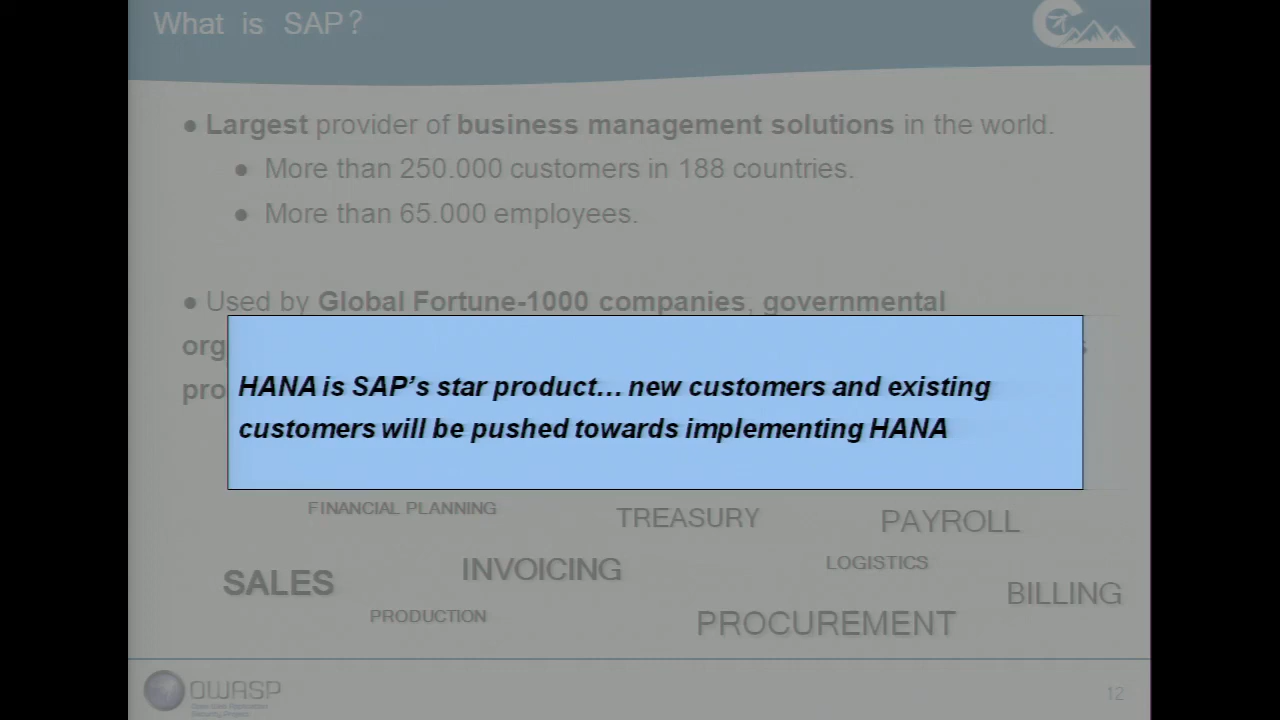 What is SAP?
● Largest provider of business management solutions in the world.
● More than 250.000 customers in 188 countries.
● More than 65.000 employees.
● Used by Global Fortune-1000 companies, governmental
HANA is SAP’s star product… new customers and existing
customers will be pushed towards implementing HANA
FINANCIAL PLANNING
TREASURY
PAYROLL
INVOICING
LOGISTICS
SALES
BILLING
PRODUCTION
PROCUREMENT
OWASP
12